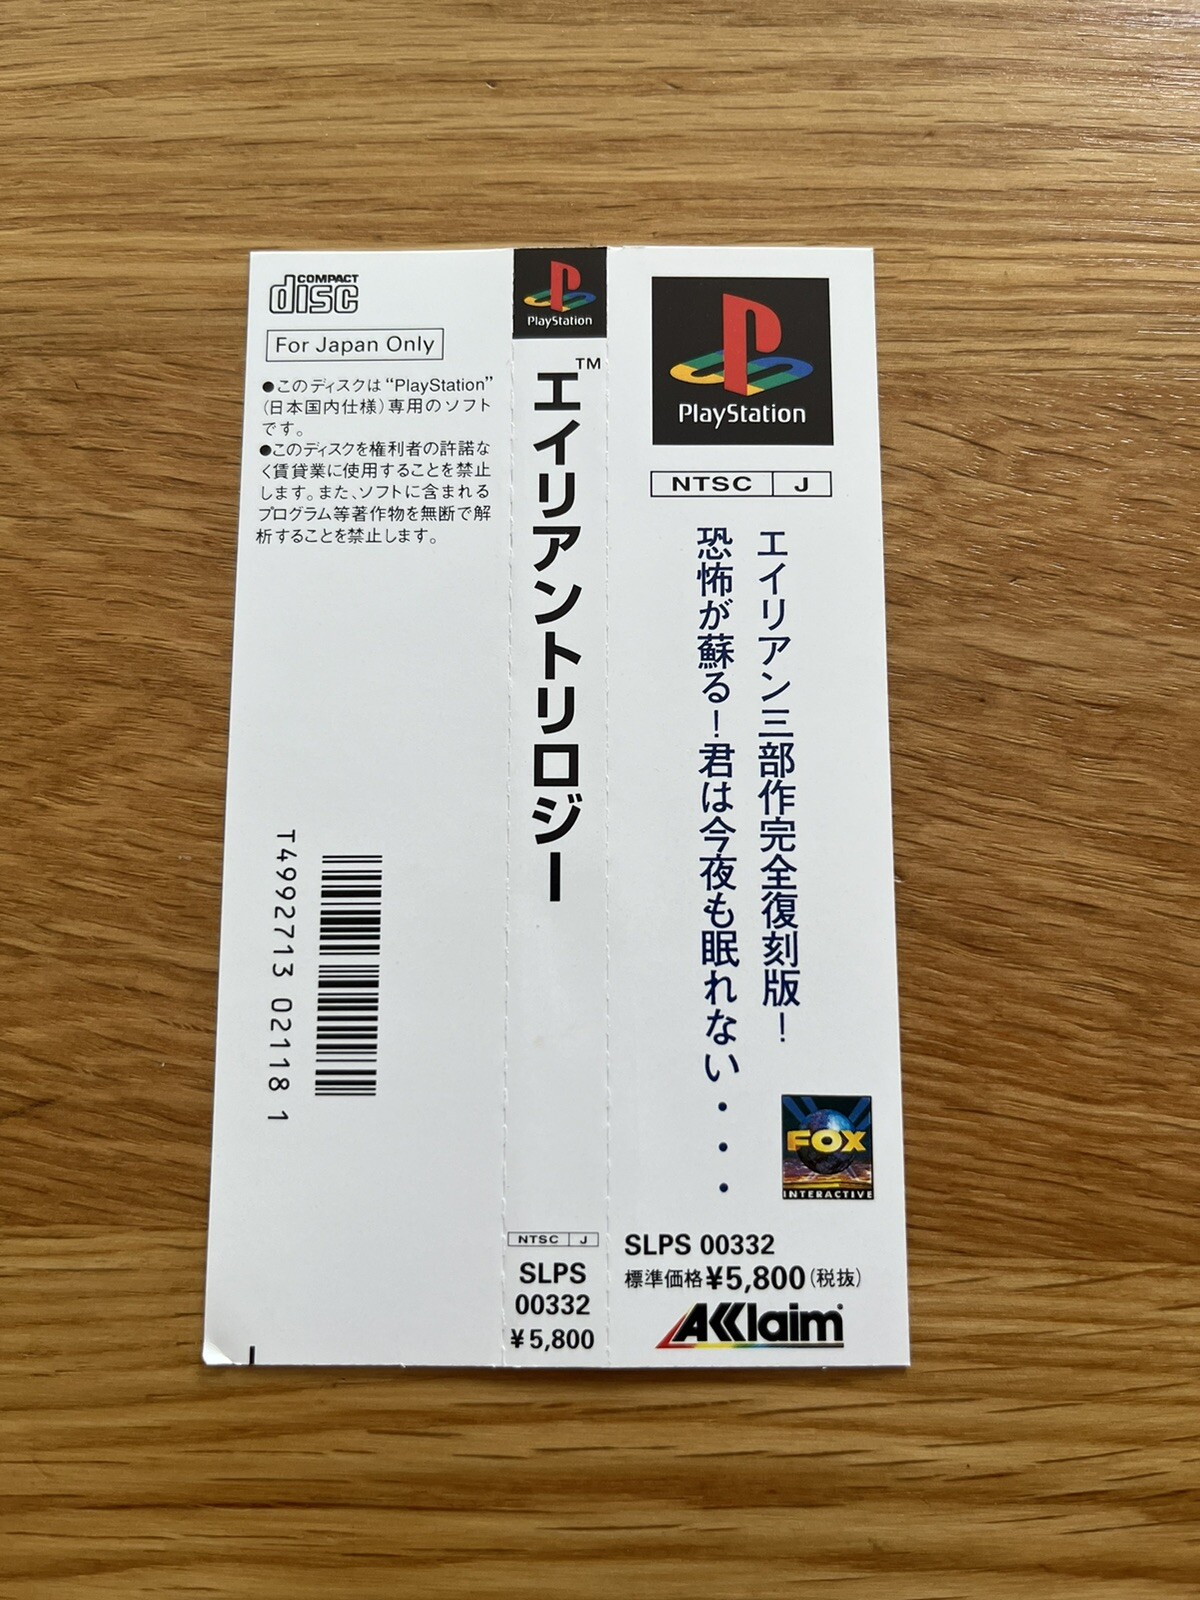 COMPACT
disc
For Japan Only
●このディスクは“PlayStation”
(日本国内仕様)専用のソフト
です。
●このディスクを権利者の許諾な
く賃貸業に使用することを禁止
します。また、ソフトに含まれる
プログラム等著作物を無断で解
析することを禁止します。
T4992713 02118 1
PlayStation
エイリアントリロジー™
NTSC J
SLPS
00332
¥5,800
PlayStation
NTSC J
エイリアン三部作完全復刻版!
恐怖が蘇る!君は今夜も眠れない・・・
FOX
INTERACTIVE
SLPS 00332
標準価格¥5,800(税抜)
AKKlaim